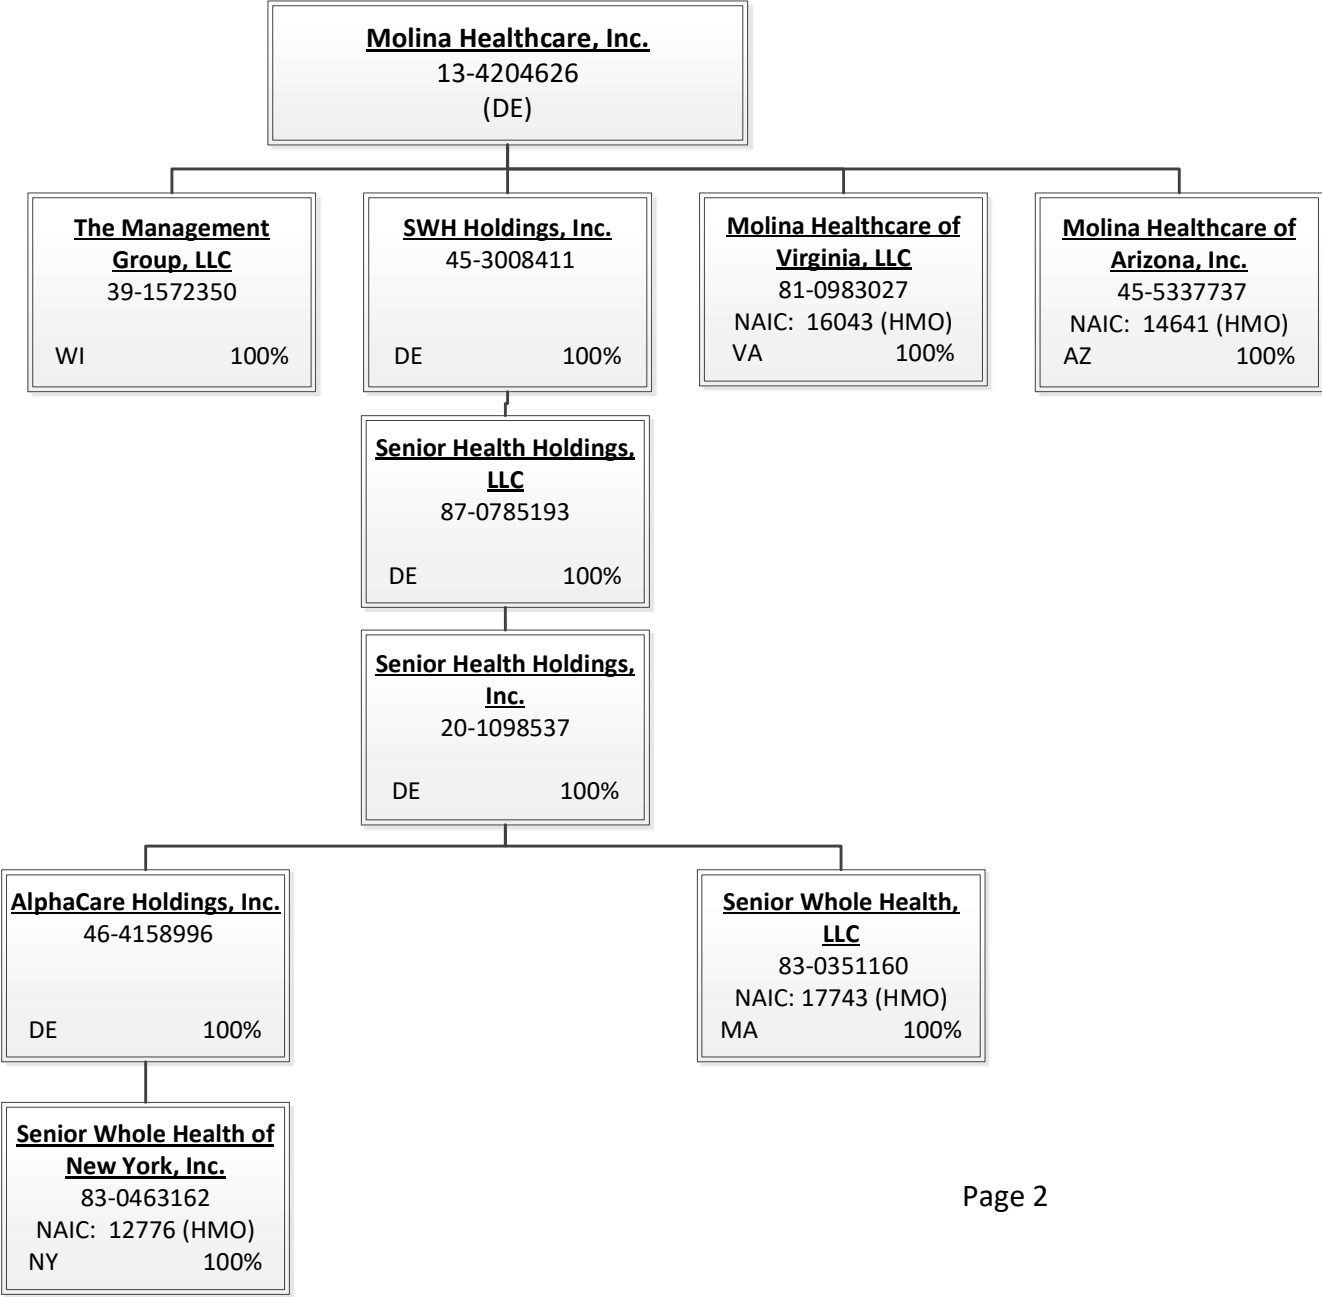 Molina Healthcare, Inc.
13-4204626
(DE)
The Management
Group, LLC
39-1572350
WI 100%
SWH Holdings, Inc.
45-3008411
DE 100%
Molina Healthcare of
Virginia, LLC
81-0983027
NAIC: 16043 (HMO)
VA 100%
Molina Healthcare of
Arizona, Inc.
45-5337737
NAIC: 14641 (HMO)
AZ 100%
Senior Health Holdings,
LLC
87-0785193
DE 100%
Senior Health Holdings,
Inc.
20-1098537
DE 100%
AlphaCare Holdings, Inc.
46-4158996
DE 100%
Senior Whole Health,
LLC
83-0351160
NAIC: 17743 (HMO)
MA 100%
Senior Whole Health of
New York, Inc.
83-0463162
NAIC: 12776 (HMO)
NY 100%
Page 2